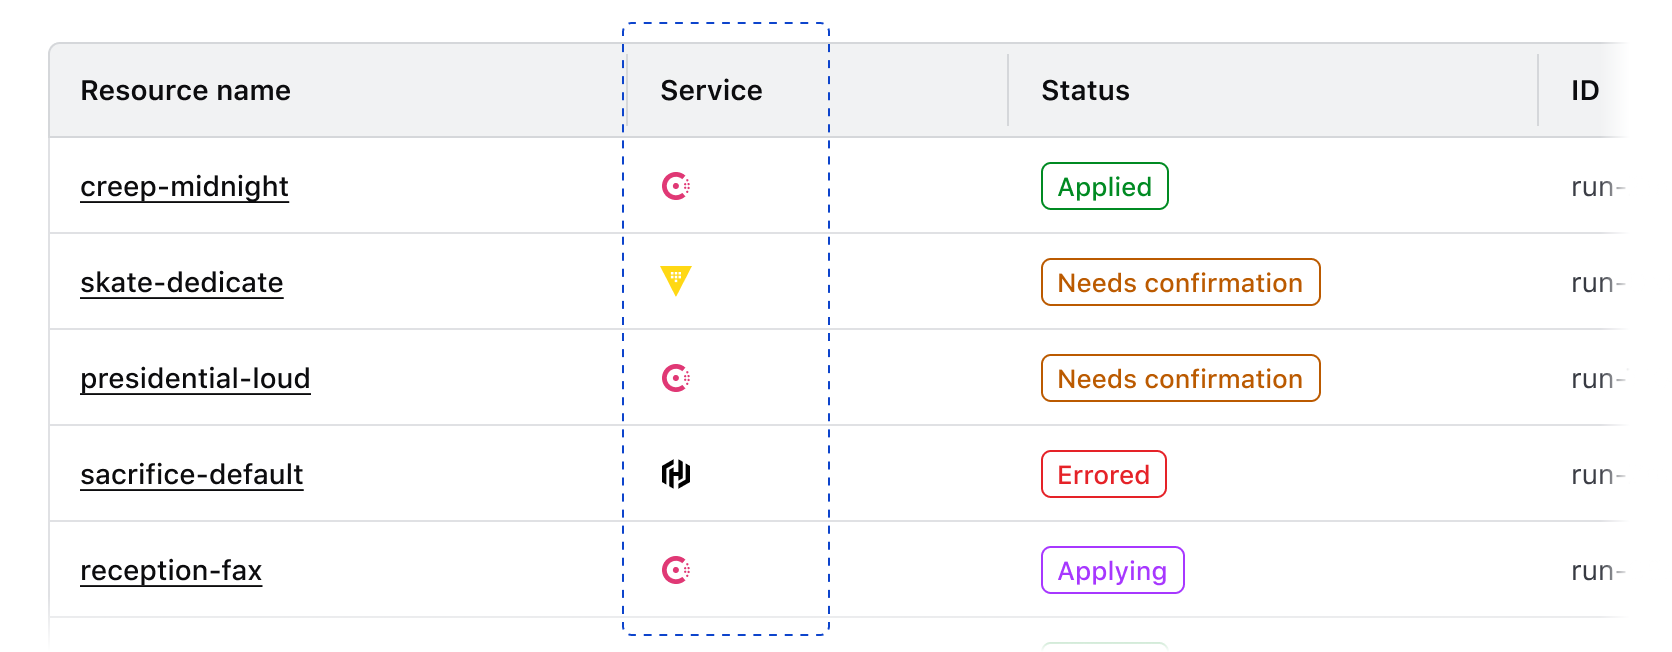 Resource name Service Status ID
creep-midnight Applied run-
skate-dedicate Needs confirmation run-
presidential-loud Needs confirmation run-
sacrifice-default Errored run-
reception-fax Applying run-